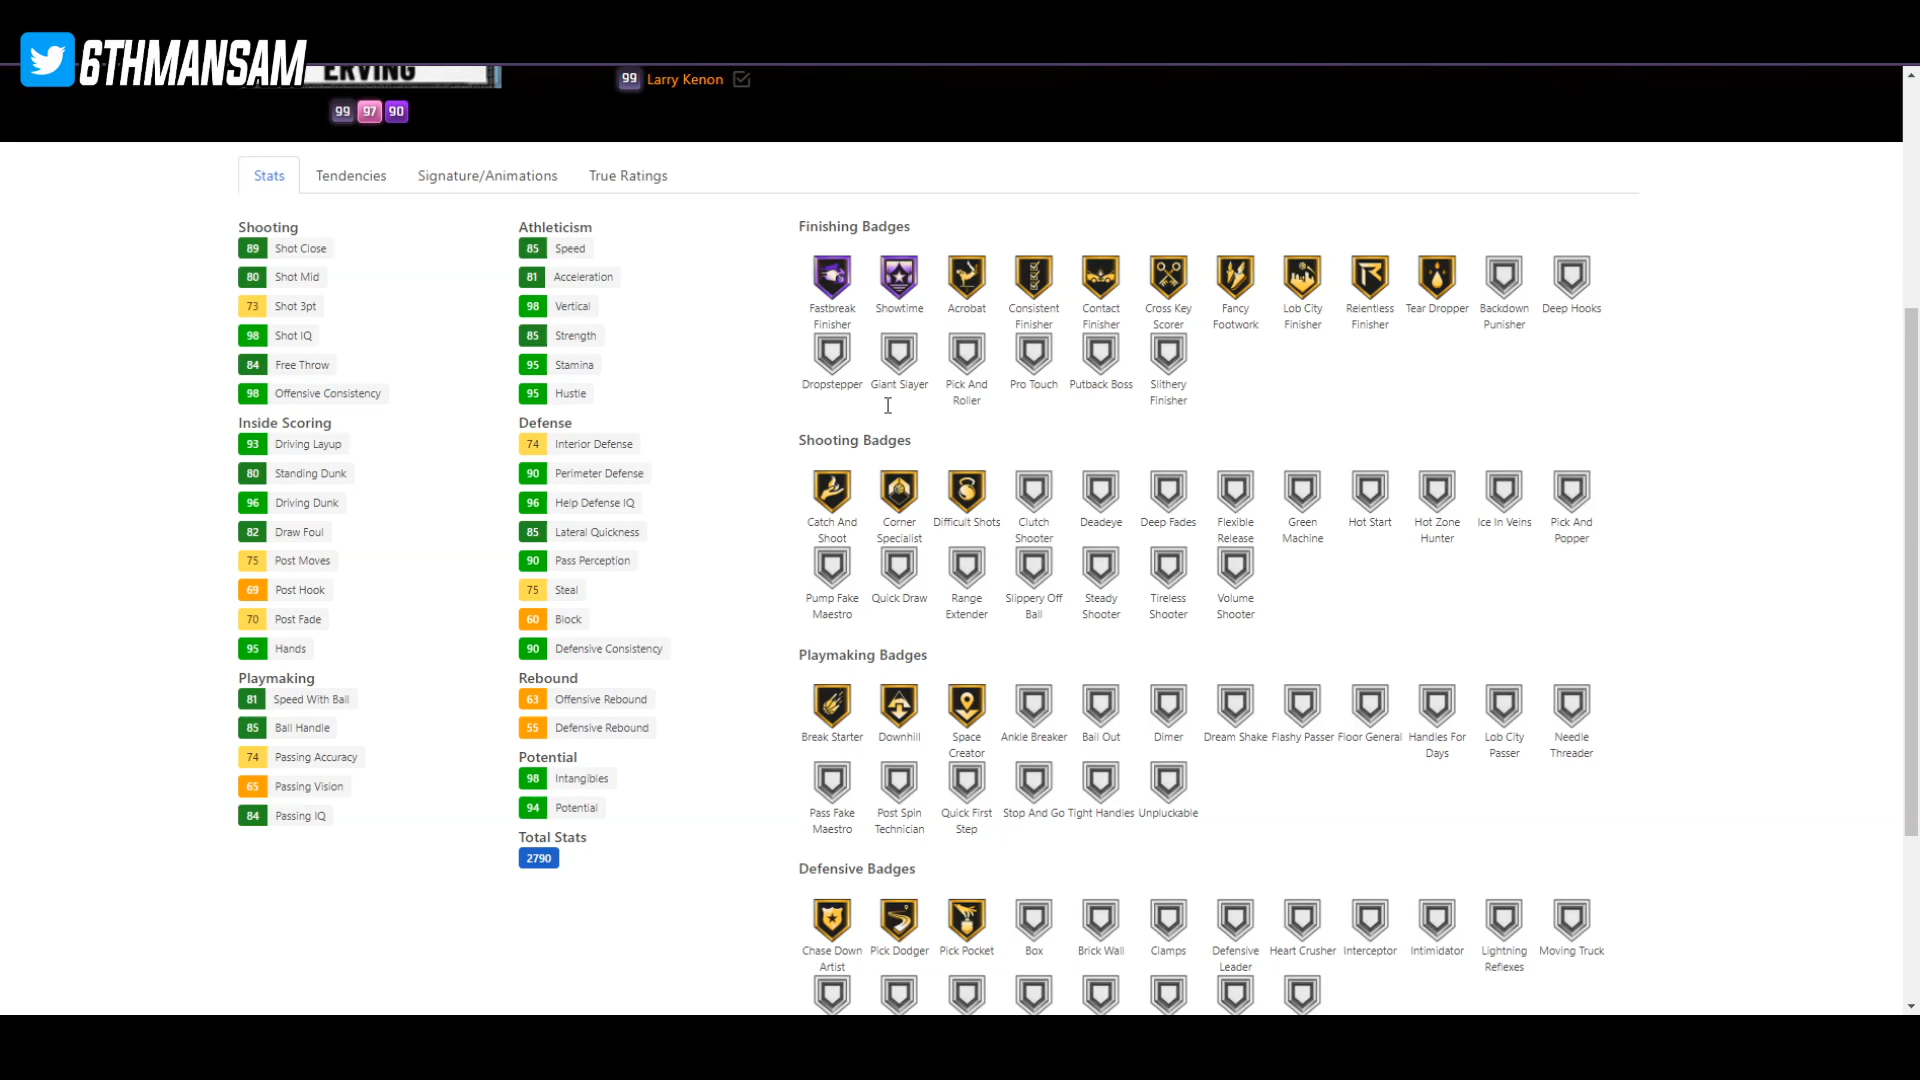 6THMANSAM
ERVING
99 Larry Kenon
99 97 90
Stats Tendencies Signature/Animations True Ratings
Shooting
89 Shot Close
80 Shot Mid
73 Shot 3pt
98 Shot IQ
84 Free Throw
98 Offensive Consistency
Inside Scoring
93 Driving Layup
80 Standing Dunk
96 Driving Dunk
82 Draw Foul
75 Post Moves
69 Post Hook
70 Post Fade
95 Hands
Playmaking
81 Speed With Ball
85 Ball Handle
74 Passing Accuracy
65 Passing Vision
84 Passing IQ
Athleticism
85 Speed
81 Acceleration
98 Vertical
85 Strength
95 Stamina
95 Hustle
Defense
74 Interior Defense
90 Perimeter Defense
96 Help Defense IQ
85 Lateral Quickness
90 Pass Perception
75 Steal
60 Block
90 Defensive Consistency
Rebound
63 Offensive Rebound
55 Defensive Rebound
Potential
98 Intangibles
94 Potential
Total Stats
2790
Finishing Badges
Fastbreak Finisher Showtime Acrobat Consistent Finisher Contact Finisher Cross Key Scorer Fancy Footwork Lob City Finisher Relentless Finisher Tear Dropper Backdown Punisher Deep Hooks
Dropstepper Giant Slayer Pick And Roller Pro Touch Putback Boss Slithery Finisher
Shooting Badges
Catch And Shoot Corner Specialist Difficult Shots Clutch Shooter Deadeye Deep Fades Flexible Release Green Machine Hot Start Hot Zone Hunter Ice In Veins Pick And Popper
Pump Fake Maestro Quick Draw Range Extender Slippery Off Ball Steady Shooter Tireless Shooter Volume Shooter
Playmaking Badges
Break Starter Downhill Space Creator Ankle Breaker Bail Out Dimer Dream Shake Flashy Passer Floor General Handles For Days Lob City Passer Needle Threader
Pass Fake Maestro Post Spin Technician Quick First Step Stop And Go Tight Handles Unpluckable
Defensive Badges
Chase Down Artist Pick Dodger Pick Pocket Box Brick Wall Clamps Defensive Leader Heart Crusher Interceptor Intimidator Lightning Reflexes Moving Truck